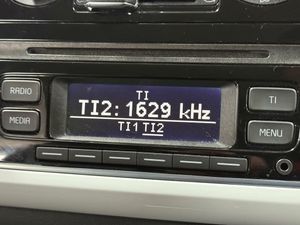 RADIO
MEDIA
TI
TI2: 1629 kHz
TI1 TI2
TI
MENU